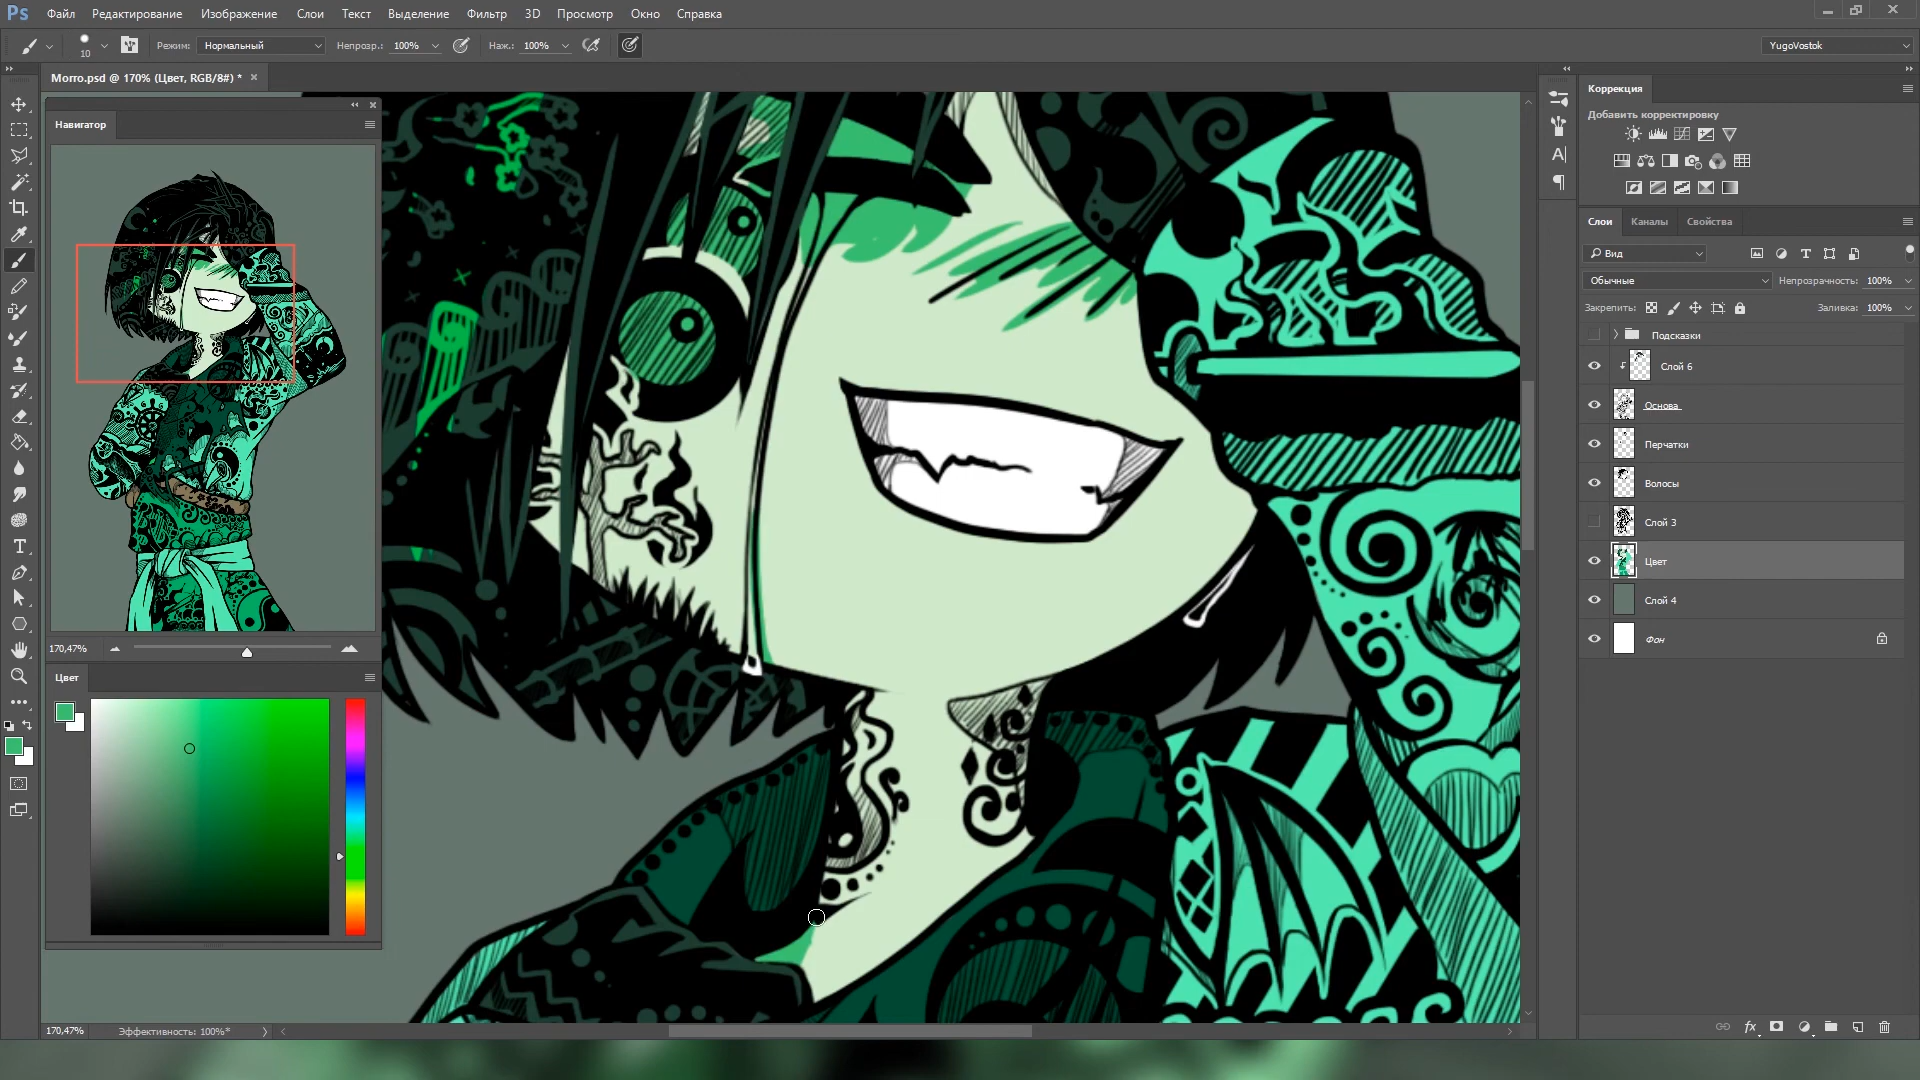 Ps Файл Редактирование Изображение Слои Текст Выделение Фильтр 3D Просмотр Окно Справка
10 Режим: Нормальный Непрозр.: 100% Наж.: 100% YugoVostok
Morro.psd @ 170% (Цвет, RGB/8#) *
Навигатор
170,47%
Цвет
Коррекция
Добавить корректировку
Слои Каналы Свойства
Вид
Обычные Непрозрачность: 100%
Закрепить: Заливка: 100%
Подсказки
Слой 6
Основа
Перчатки
Волосы
Слой 3
Цвет
Слой 4
Фон
170,47% Эффективность: 100%*